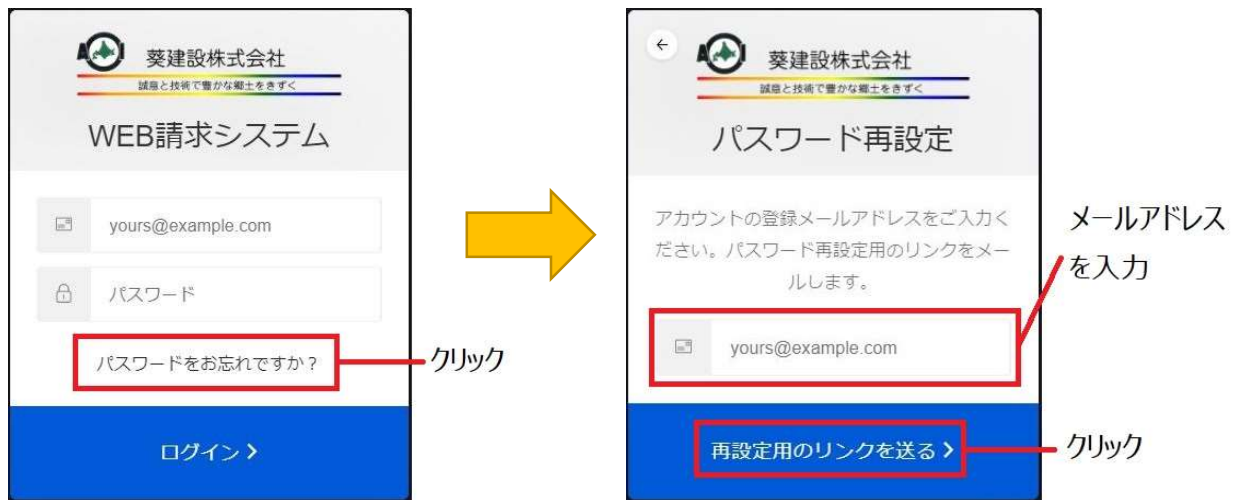 葵建設株式会社
誠意と技術で豊かな郷土をきずく
WEB請求システム
yours@example.com
パスワード
パスワードをお忘れですか？
クリック
ログイン
葵建設株式会社
誠意と技術で豊かな郷土をきずく
パスワード再設定
アカウントの登録メールアドレスをご入力く
ださい。パスワード再設定用のリンクをメー
ルします。
メールアドレス
を入力
yours@example.com
再設定用のリンクを送る
クリック